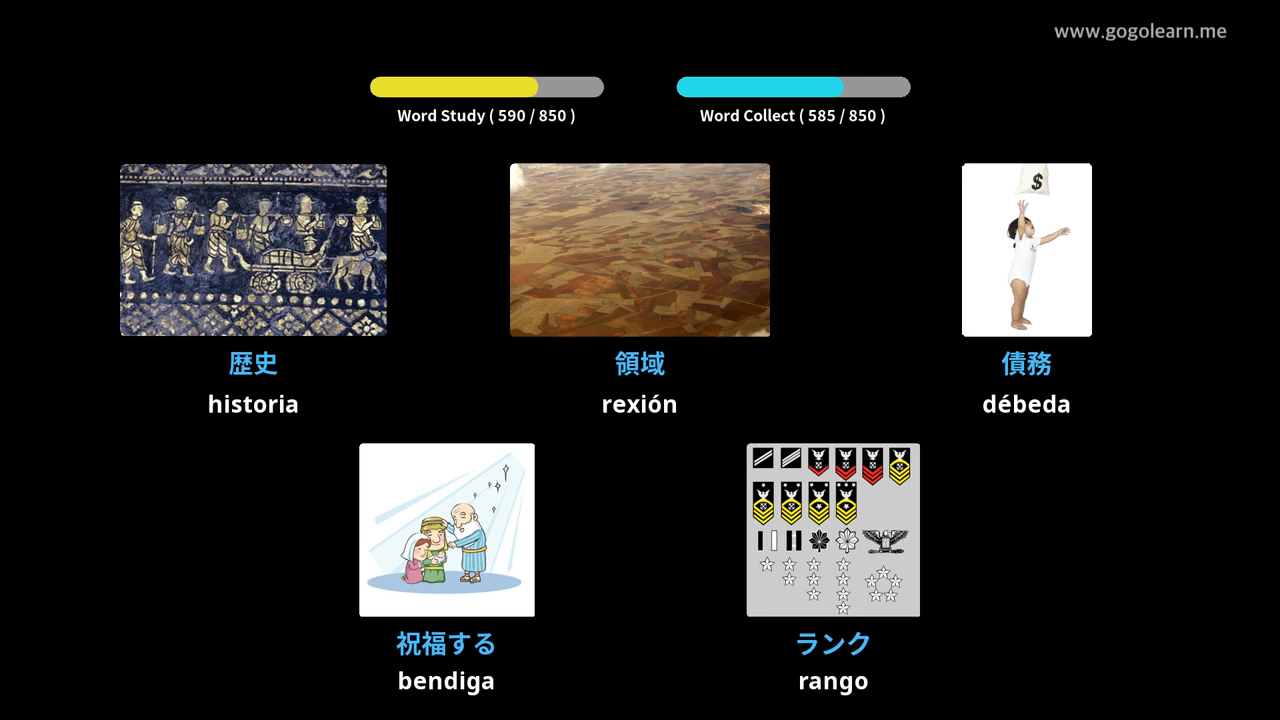 www.gogolearn.me
Word Study ( 590 / 850 )
Word Collect ( 585 / 850 )
$
歴史
領域
債務
historia
rexión
débeda
祝福する
ランク
bendiga
rango